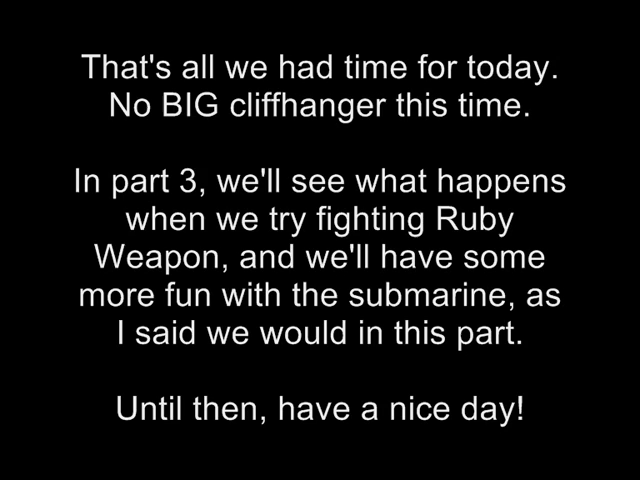 That's all we had time for today.
No BIG cliffhanger this time.
In part 3, we'll see what happens
when we try fighting Ruby
Weapon, and we'll have some
more fun with the submarine, as
I said we would in this part.
Until then, have a nice day!